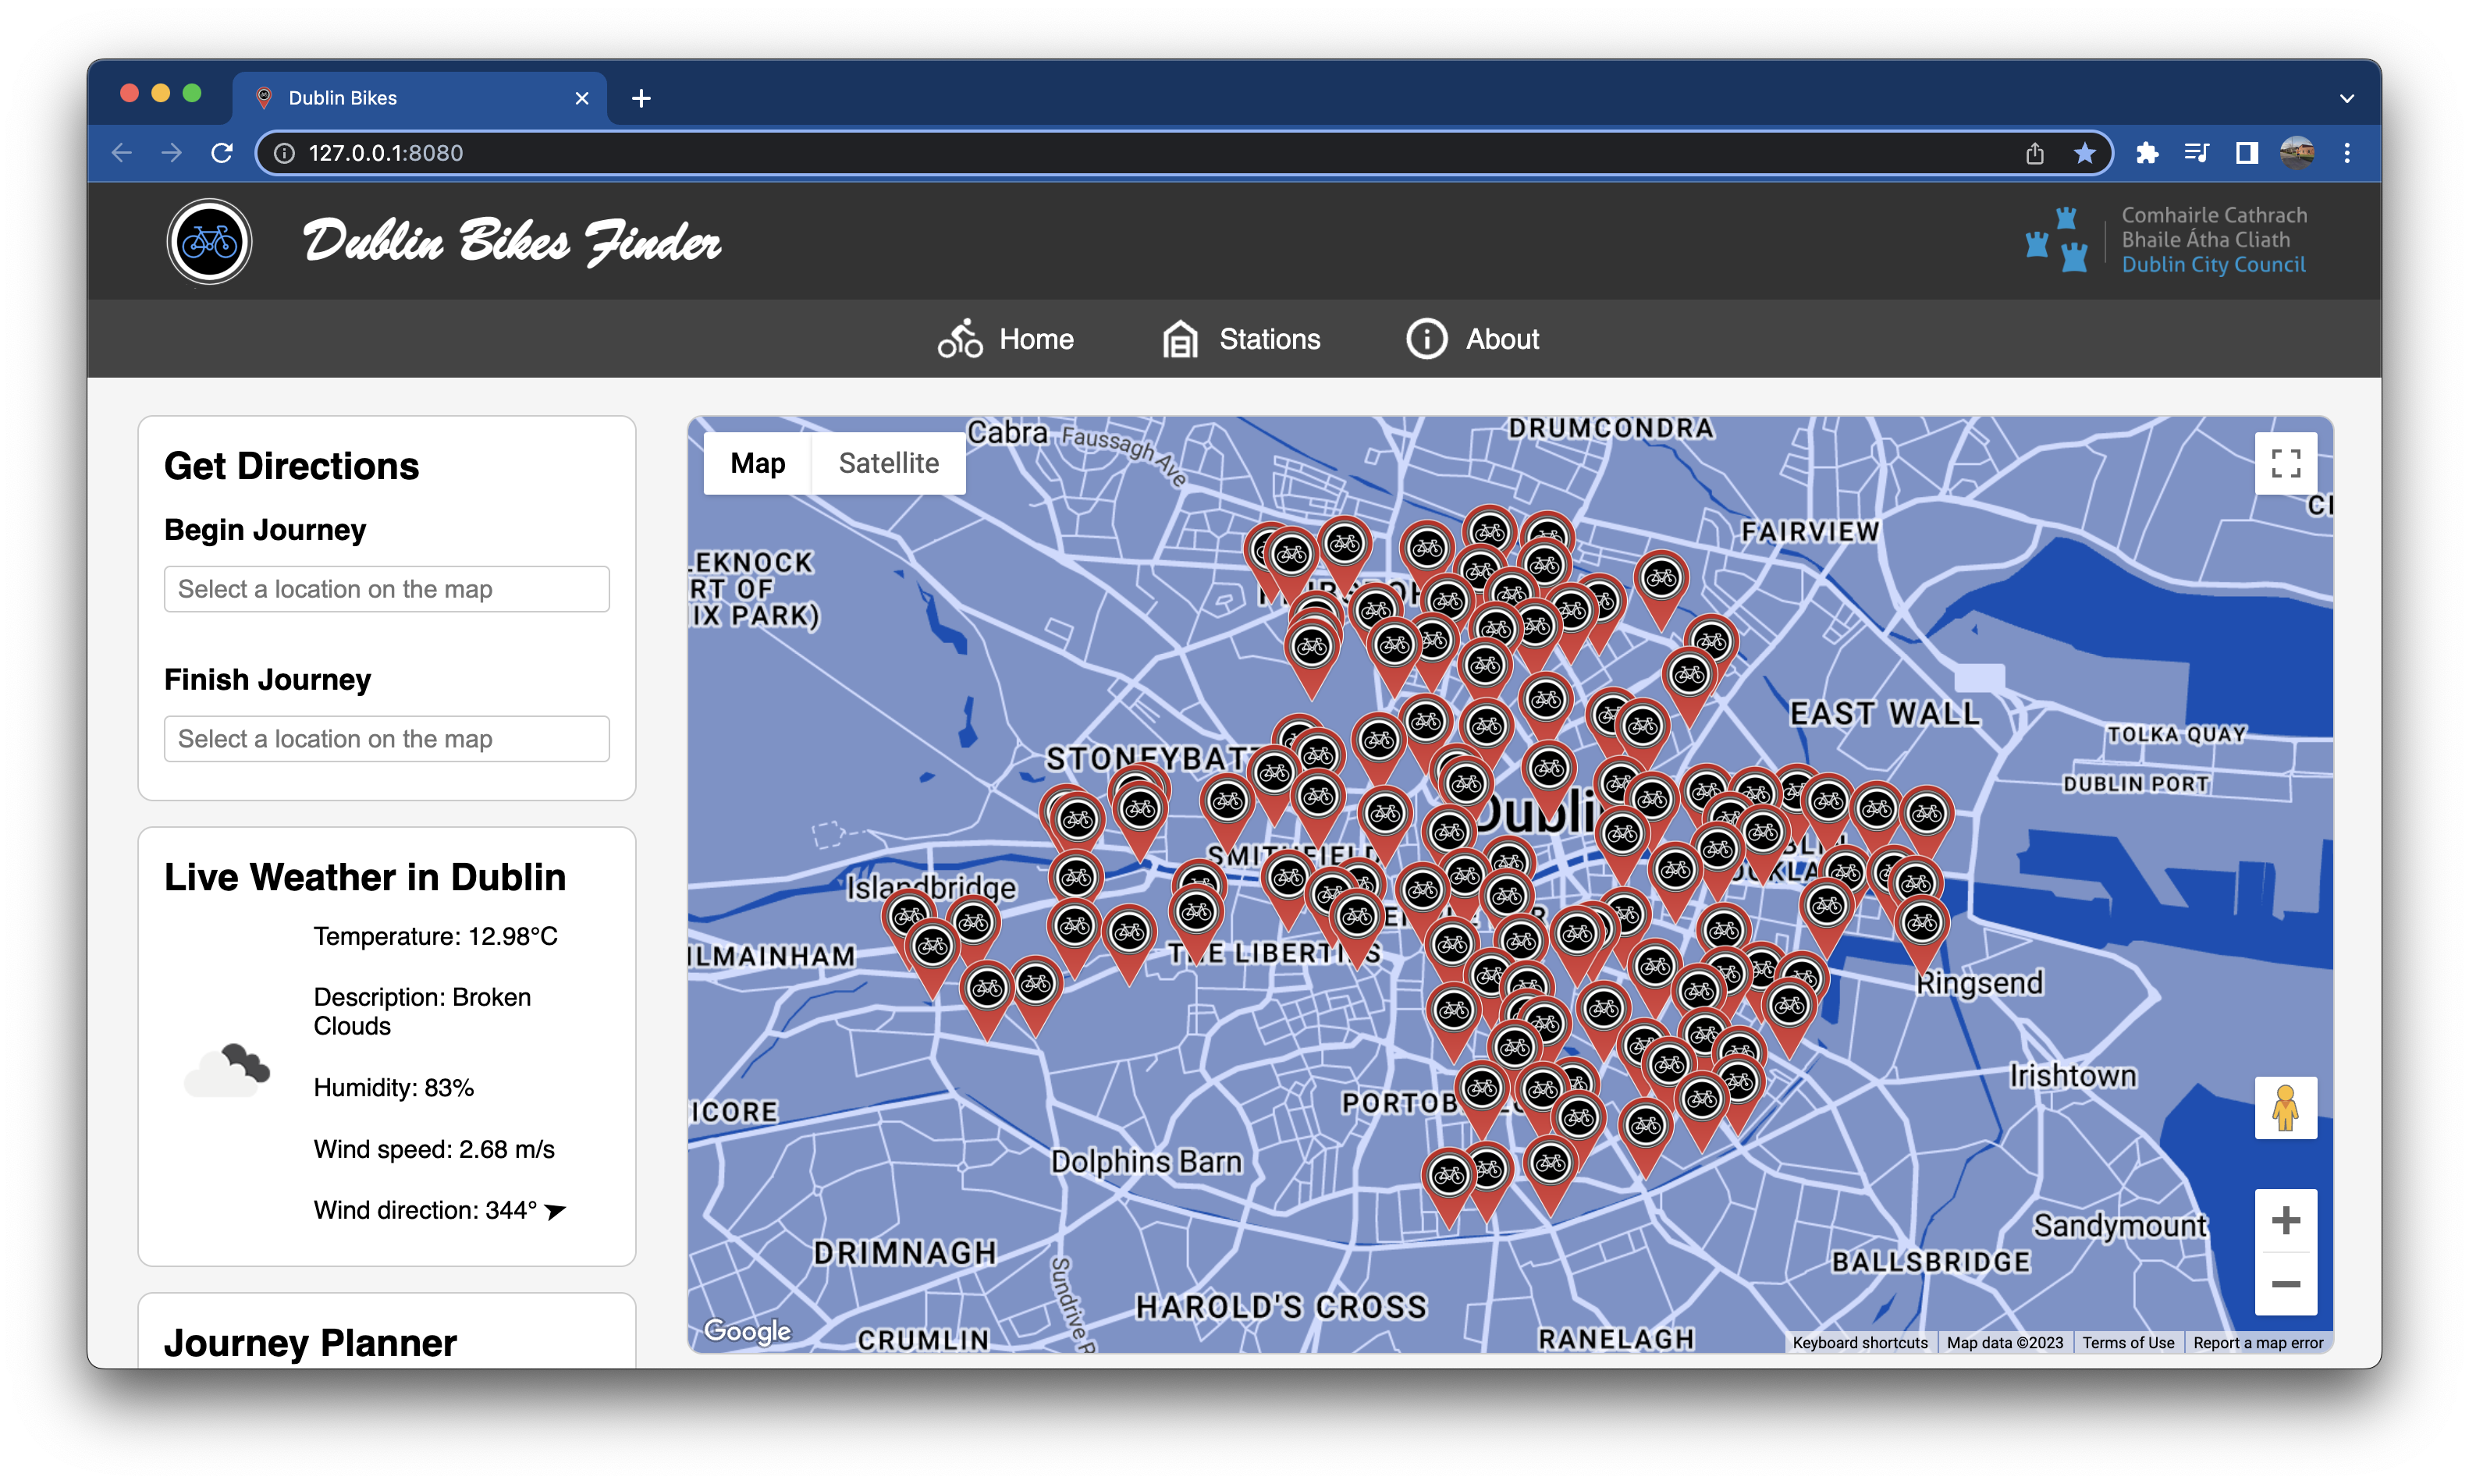 Dublin Bikes
127.0.0.1:8080
Dublin Bikes Finder
Comhairle Cathrach
Bhaile Átha Cliath
Dublin City Council
Home
Stations
About
Get Directions
Begin Journey
Select a location on the map
Finish Journey
Select a location on the map
Live Weather in Dublin
Temperature: 12.98°C
Description: Broken
Clouds
Humidity: 83%
Wind speed: 2.68 m/s
Wind direction: 344°
Journey Planner
Map
Satellite
Cabra
Faussagh Ave
DRUMCONDRA
FAIRVIEW
LEKNOCK
RT OF
IX PARK)
EAST WALL
TOLKA QUAY
DUBLIN PORT
STONEYBATT
Dubli
SMITHFIELD
Islandbridge
ILMAINHAM
THE LIBERTIES
Ringsend
Irishtown
ICORE
PORTOB
Dolphins Barn
Sandymount
DRIMNAGH
BALLSBRIDGE
Sundrive R
HAROLD'S CROSS
CRUMLIN
RANELAGH
Google
Keyboard shortcuts
Map data ©2023
Terms of Use
Report a map error